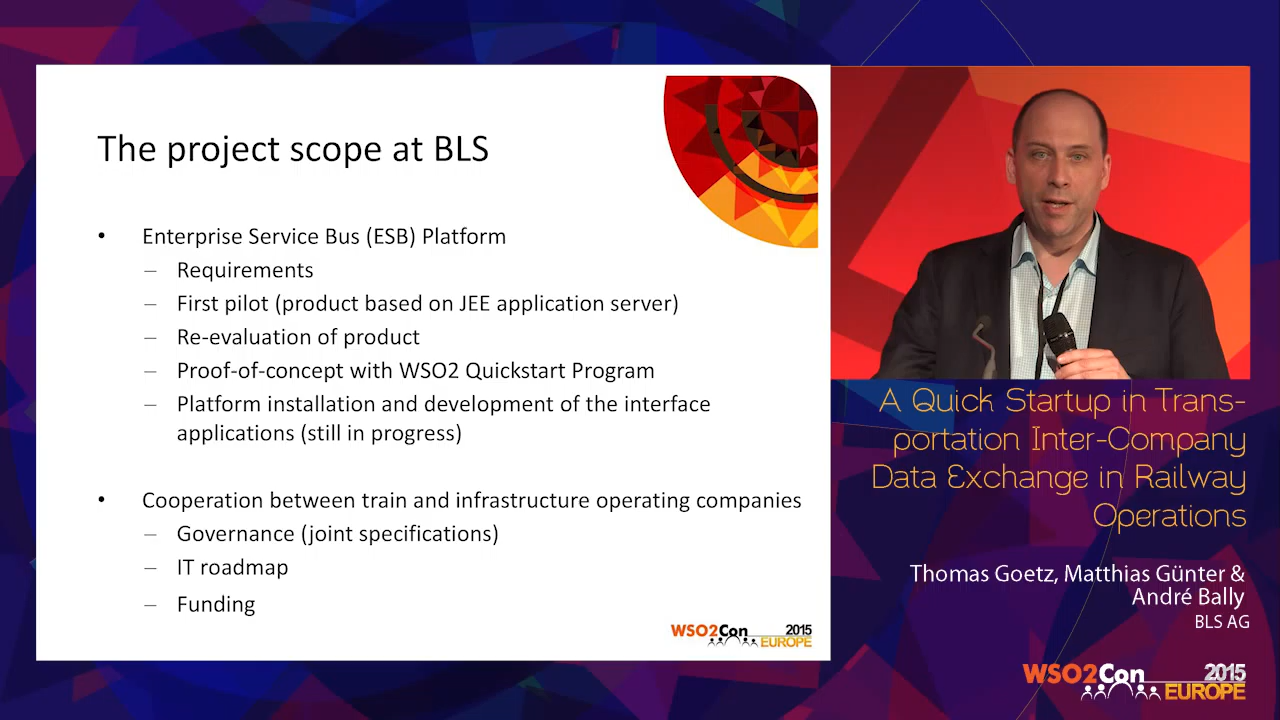 The project scope at BLS
• Enterprise Service Bus (ESB) Platform
– Requirements
– First pilot (product based on JEE application server)
– Re-evaluation of product
– Proof-of-concept with WSO2 Quickstart Program
– Platform installation and development of the interface
applications (still in progress)
• Cooperation between train and infrastructure operating companies
– Governance (joint specifications)
– IT roadmap
– Funding
WSO2Con 2015
EUROPE
A Quick Startup in Trans-
portation Inter-Company
Data Exchange in Railway
Operations
Thomas Goetz, Matthias Günter &
André Bally
BLS AG
WSO2Con 2015
EUROPE